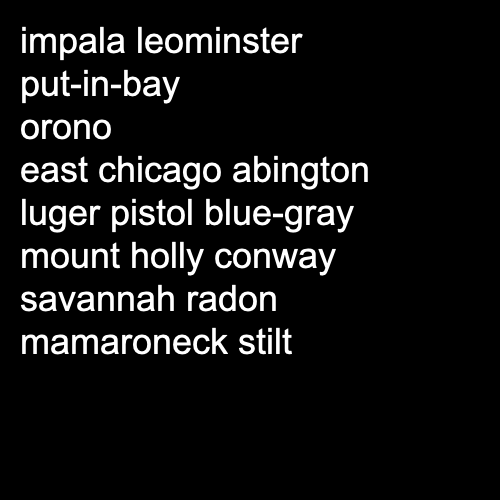 impala leominster
put-in-bay
orono
east chicago abington
luger pistol blue-gray
mount holly conway
savannah radon
mamaroneck stilt